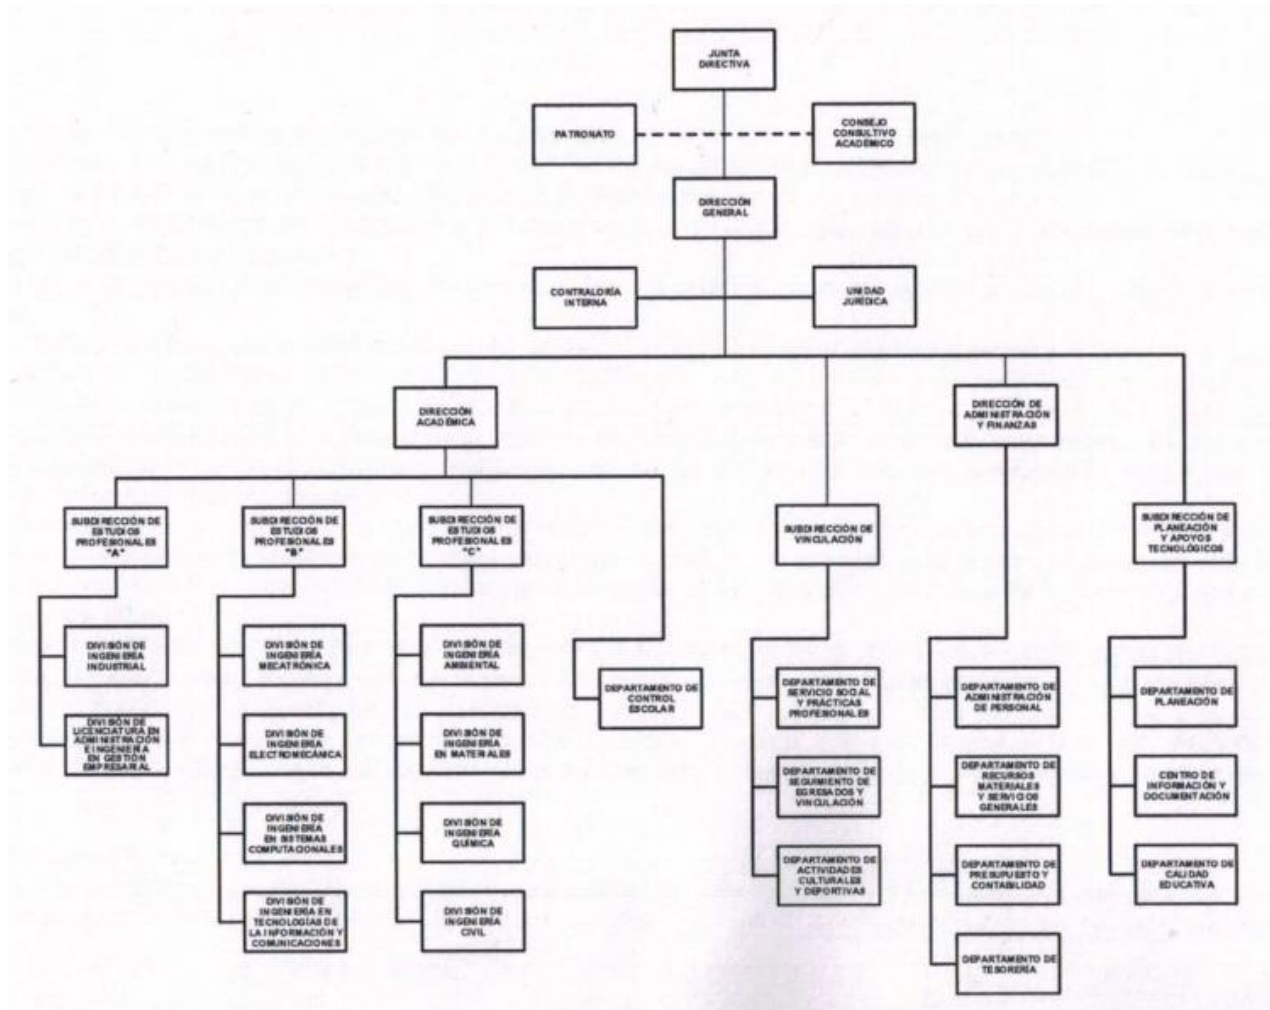 JUNTA
DIRECTIVA
PATRONATO
CONSEJO
CONSULTIVO
ACADÉMICO
DIRECCIÓN
GENERAL
CONTRALORÍA
INTERNA
UNIDAD
JURÍDICA
DIRECCIÓN
ACADÉMICA
DIRECCIÓN DE
ADMINISTRACIÓN
Y FINANZAS
SUBDIRECCIÓN DE
ESTUDIOS
PROFESIONALES
"A"
SUBDIRECCIÓN DE
ESTUDIOS
PROFESIONALES
"B"
SUBDIRECCIÓN DE
ESTUDIOS
PROFESIONALES
"C"
SUBDIRECCIÓN DE
VINCULACIÓN
SUBDIRECCIÓN DE
PLANEACIÓN
Y APOYOS
TECNOLÓGICOS
DIVISIÓN DE
INGENIERÍA
INDUSTRIAL
DIVISIÓN DE
LICENCIATURA EN
ADMINISTRACIÓN
E INGENIERÍA
EN GESTIÓN
EMPRESARIAL
DIVISIÓN DE
INGENIERÍA
MECATRÓNICA
DIVISIÓN DE
INGENIERÍA
ELECTROMECÁNICA
DIVISIÓN DE
INGENIERÍA
EN SISTEMAS
COMPUTACIONALES
DIVISIÓN DE
INGENIERÍA EN
TECNOLOGÍAS DE
LA INFORMACIÓN Y
COMUNICACIONES
DIVISIÓN DE
INGENIERÍA
AMBIENTAL
DIVISIÓN DE
INGENIERÍA
EN MATERIALES
DIVISIÓN DE
INGENIERÍA
QUÍMICA
DIVISIÓN DE
INGENIERÍA
CIVIL
DEPARTAMENTO DE
CONTROL
ESCOLAR
DEPARTAMENTO DE
SERVICIO SOCIAL
Y PRÁCTICAS
PROFESIONALES
DEPARTAMENTO DE
SEGUIMIENTO DE
EGRESADOS Y
VINCULACIÓN
DEPARTAMENTO DE
ACTIVIDADES
CULTURALES
Y DEPORTIVAS
DEPARTAMENTO DE
ADMINISTRACIÓN
DE PERSONAL
DEPARTAMENTO DE
RECURSOS
MATERIALES
Y SERVICIOS
GENERALES
DEPARTAMENTO DE
PRESUPUESTO Y
CONTABILIDAD
DEPARTAMENTO DE
TESORERÍA
DEPARTAMENTO DE
PLANEACIÓN
CENTRO DE
INFORMACIÓN Y
DOCUMENTACIÓN
DEPARTAMENTO DE
CALIDAD
EDUCATIVA